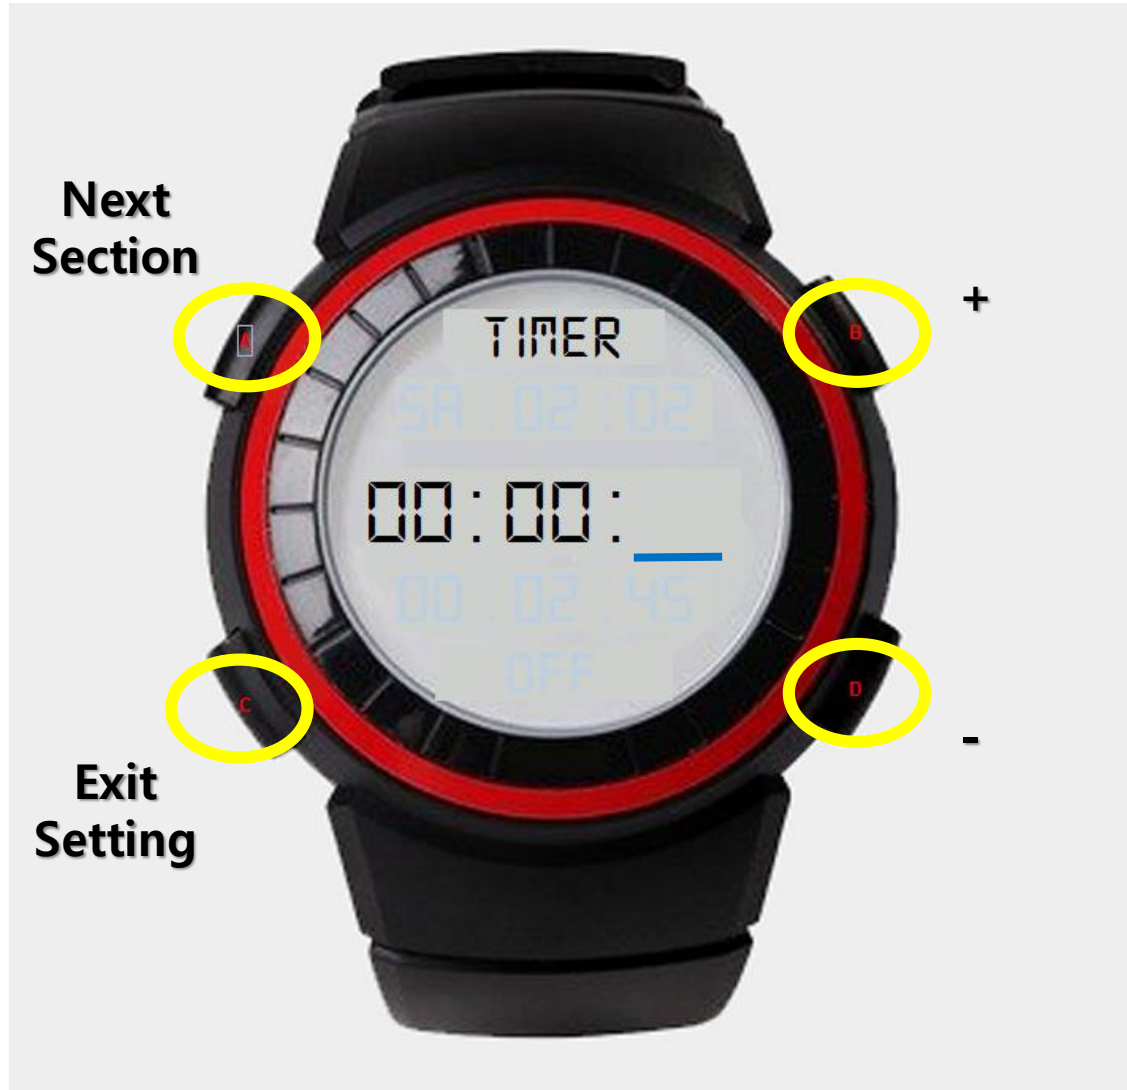 Next
Section
A
B
+
TIMER
SA : 02 : 02
00:00:
00 : 02 : 45
OFF
C
D
-
Exit
Setting